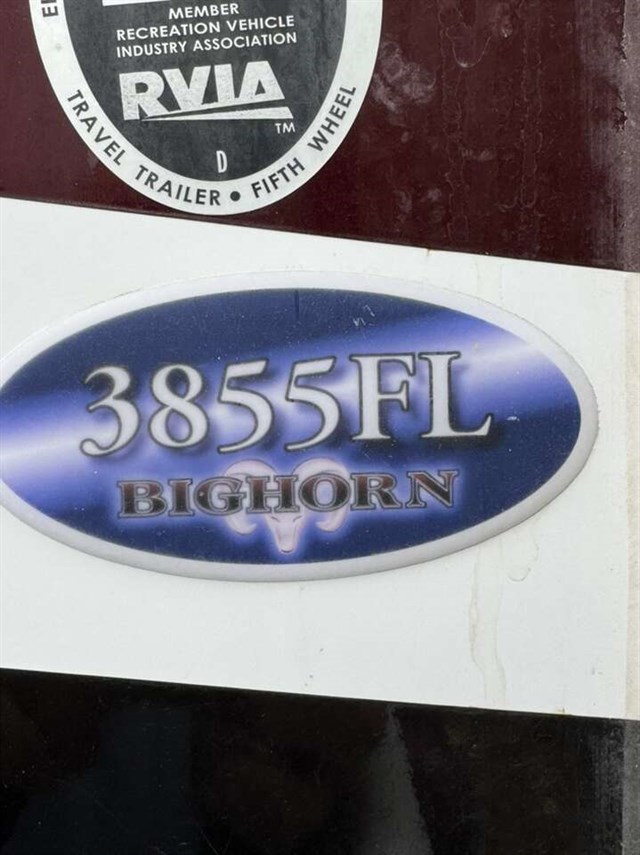 MEMBER
RECREATION VEHICLE
INDUSTRY ASSOCIATION
RVIA
TM
D
TRAVEL TRAILER • FIFTH WHEEL
3855FL
BIGHORN